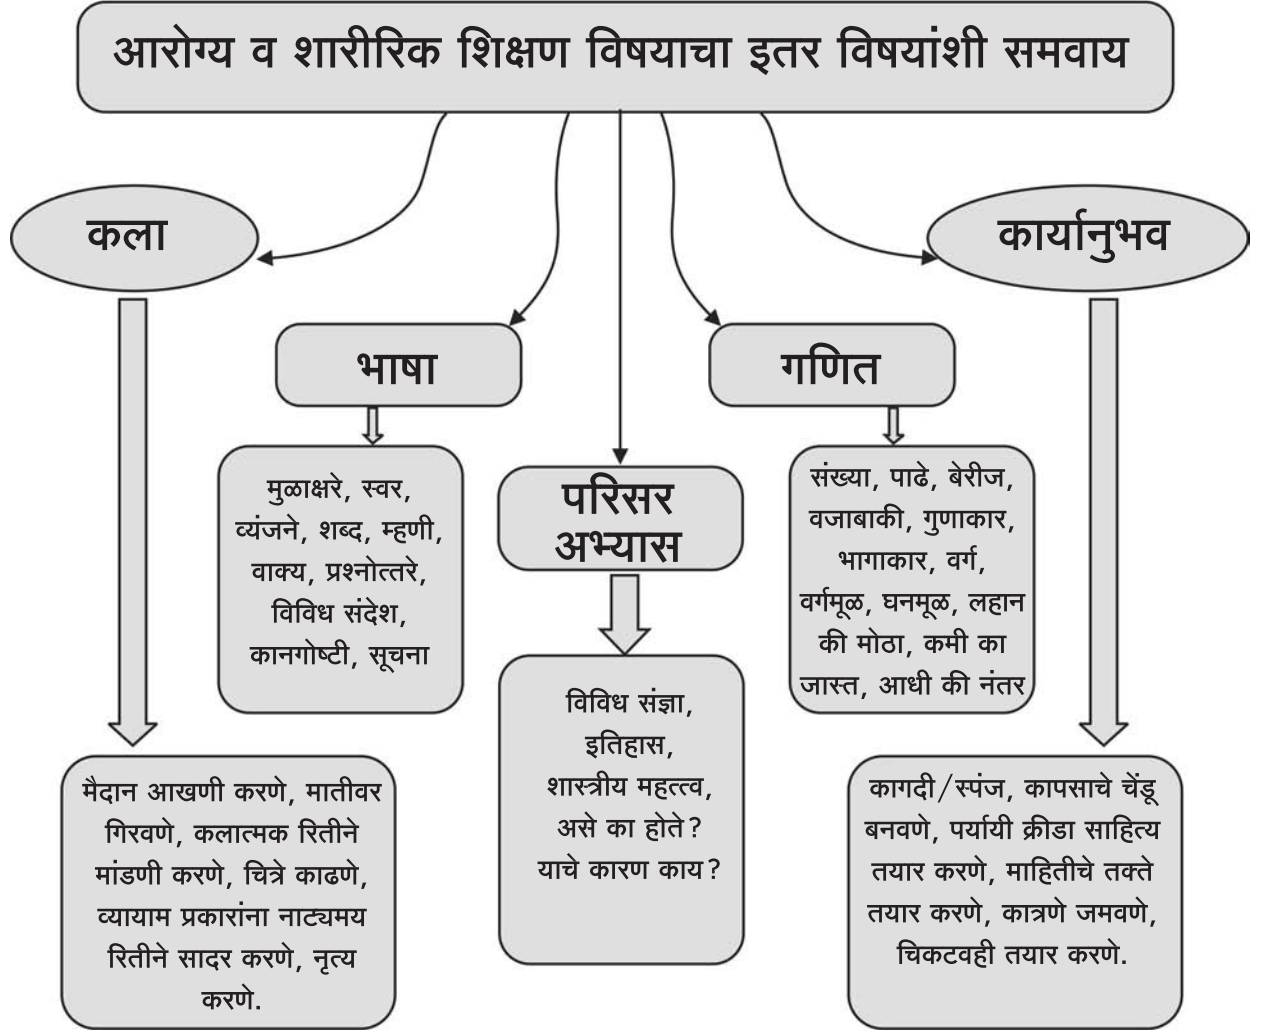 आरोग्य व शारीरिक शिक्षण विषयाचा इतर विषयांशी समवाय
कला
कार्यानुभव
भाषा
गणित
मुळाक्षरे, स्वर,
व्यंजने, शब्द, म्हणी,
वाक्य, प्रश्नोत्तरे,
विविध संदेश,
कानगोष्टी, सूचना
परिसर
अभ्यास
संख्या, पाढे, बेरीज,
वजाबाकी, गुणाकार,
भागाकार, वर्ग,
वर्गमूळ, घनमूळ, लहान
की मोठा, कमी का
जास्त, आधी की नंतर
विविध संज्ञा,
इतिहास,
शास्त्रीय महत्त्व,
असे का होते?
याचे कारण काय?
मैदान आखणी करणे, मातीवर
गिरवणे, कलात्मक रितीने
मांडणी करणे, चित्रे काढणे,
व्यायाम प्रकारांना नाट्यमय
रितीने सादर करणे, नृत्य
करणे.
कागदी/स्पंज, कापसाचे चेंडू
बनवणे, पर्यायी क्रीडा साहित्य
तयार करणे, माहितीचे तक्ते
तयार करणे, कात्रणे जमवणे,
चिकटवही तयार करणे.